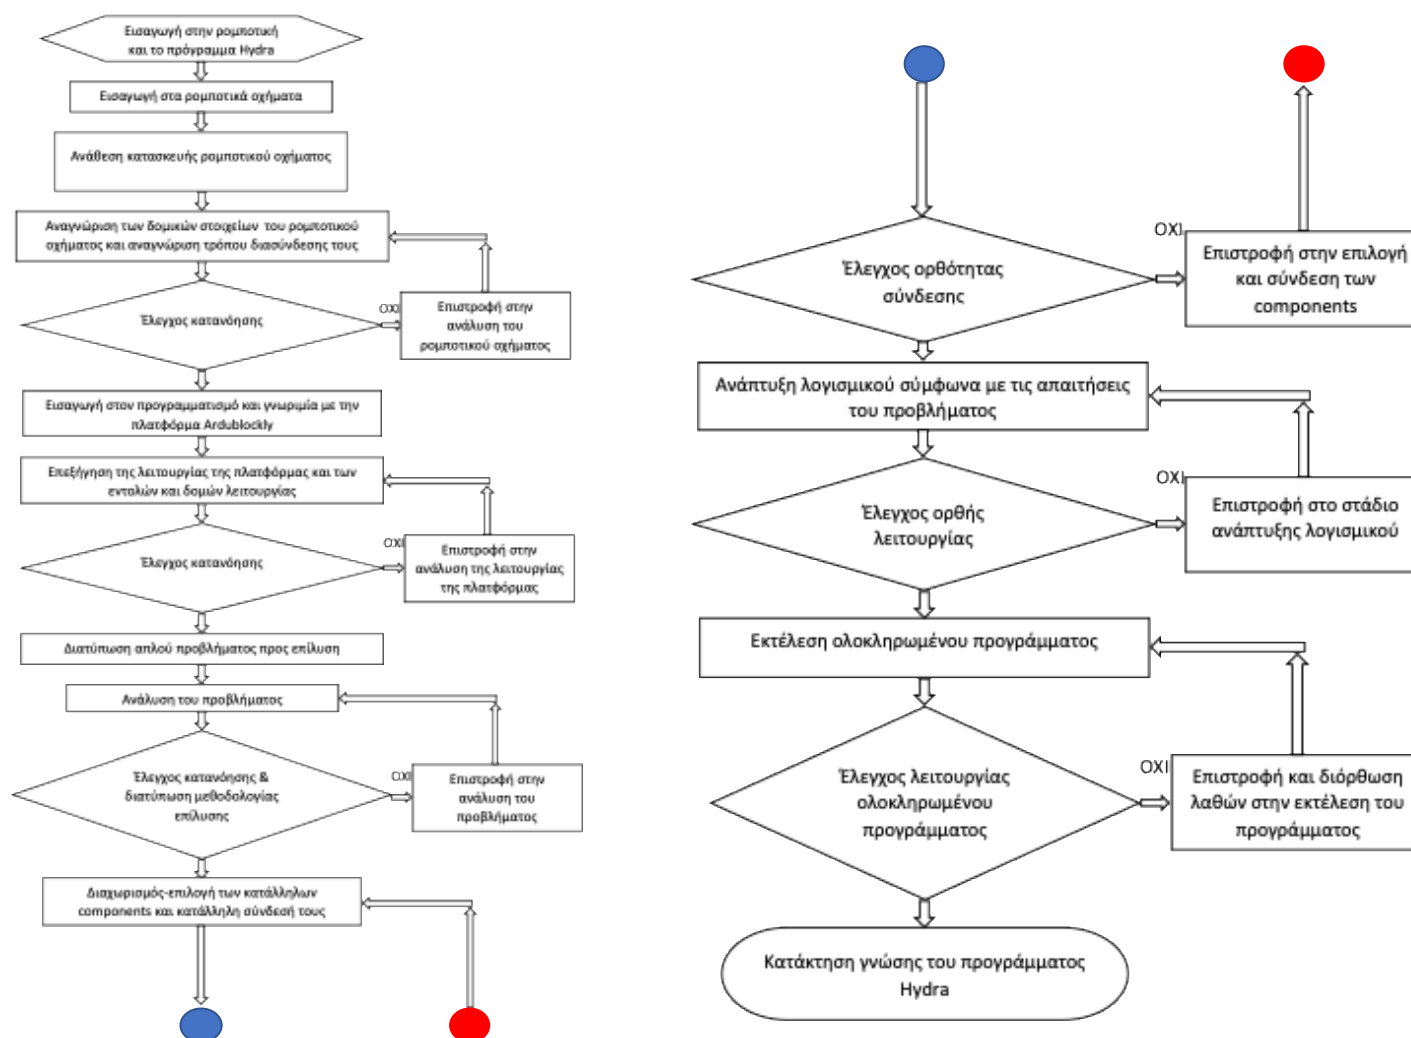 Εισαγωγή στην ρομποτική
και το πρόγραμμα Hydra
Εισαγωγή στα ρομποτικά οχήματα
Ανάθεση κατασκευής ρομποτικού οχήματος
Αναγνώριση των δομικών στοιχείων του ρομποτικού
οχήματος και αναγνώριση τρόπου διασύνδεσης τους
Έλεγχος κατανόησης
ΟΧΙ
Επιστροφή στην
ανάλυση του
ρομποτικού οχήματος
Εισαγωγή στον προγραμματισμό και γνωριμία με την
πλατφόρμα Ardublockly
Επεξήγηση της λειτουργίας της πλατφόρμας και των
εντολών και δομών λειτουργίας
Έλεγχος κατανόησης
ΟΧΙ
Επιστροφή στην
ανάλυση της λειτουργίας
της πλατφόρμας
Διατύπωση απλού προβλήματος προς επίλυση
Ανάλυση του προβλήματος
Έλεγχος κατανόησης &
διατύπωση μεθοδολογίας
επίλυσης
ΟΧΙ
Επιστροφή στην
ανάλυση του
προβλήματος
Διαχωρισμός-επιλογή των κατάλληλων
components και κατάλληλη σύνδεσή τους
Έλεγχος ορθότητας
σύνδεσης
ΟΧΙ
Επιστροφή στην επιλογή
και σύνδεση των
components
Ανάπτυξη λογισμικού σύμφωνα με τις απαιτήσεις
του προβλήματος
Έλεγχος ορθής
λειτουργίας
ΟΧΙ
Επιστροφή στο στάδιο
ανάπτυξης λογισμικού
Εκτέλεση ολοκληρωμένου προγράμματος
Έλεγχος λειτουργίας
ολοκληρωμένου
προγράμματος
ΟΧΙ
Επιστροφή και διόρθωση
λαθών στην εκτέλεση του
προγράμματος
Κατάκτηση γνώσης του προγράμματος
Hydra